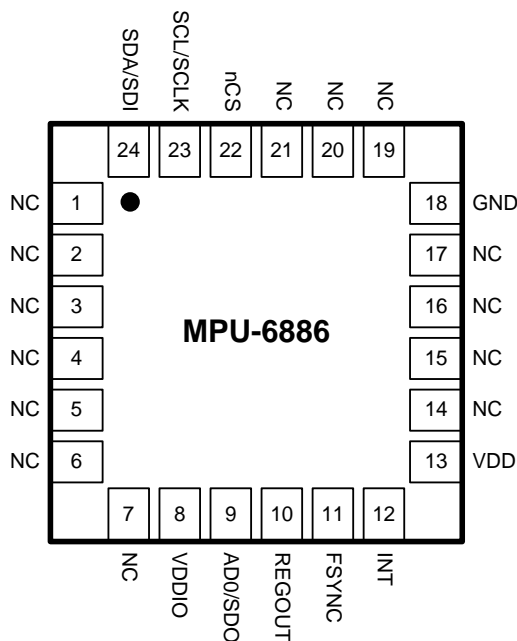 SDA/SDI
SCL/SCLK
nCS
NC
NC
NC
24 23 22 21 20 19
NC 1 18 GND
NC 2 17 NC
NC 3 16 NC
MPU-6886
NC 4 15 NC
NC 5 14 NC
NC 6 13 VDD
7 8 9 10 11 12
NC
VDDIO
AD0/SDO
REGOUT
FSYNC
INT